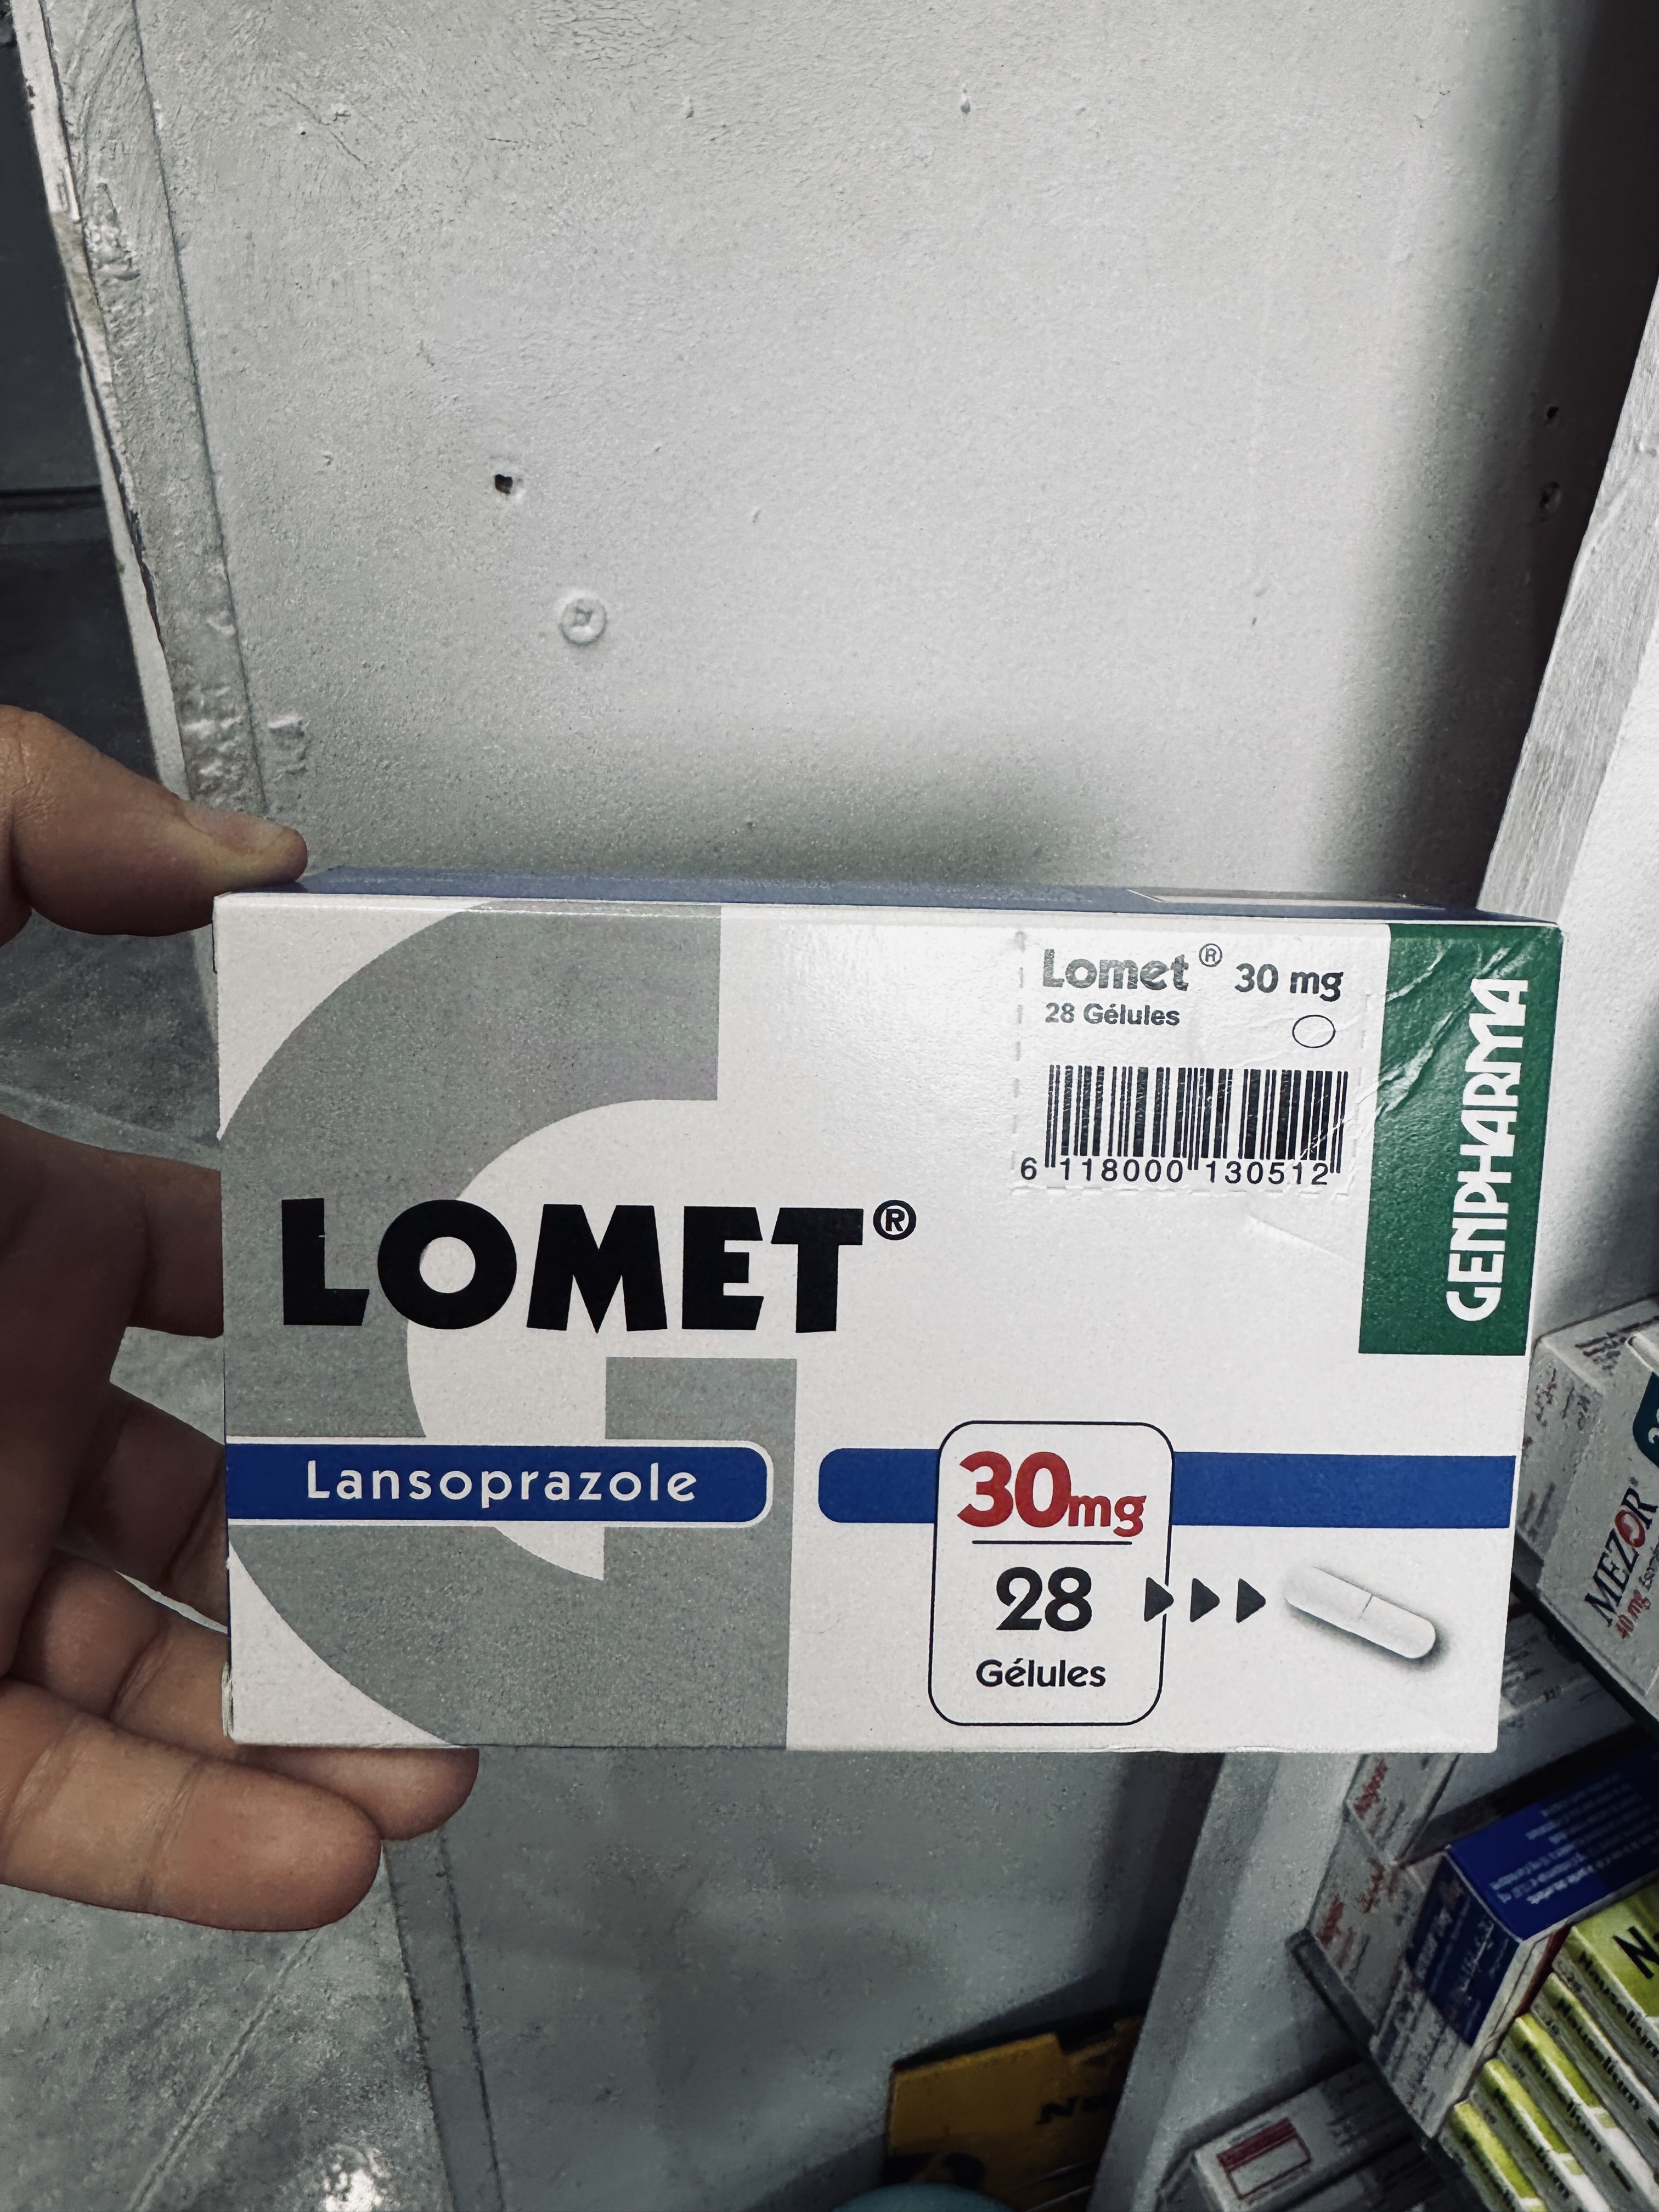 Lomet® 30 mg
28 Gélules
6 118000 130512
GENPHARMA
LOMET®
Lansoprazole
30mg
28
Gélules
MEZOR®
40 mg